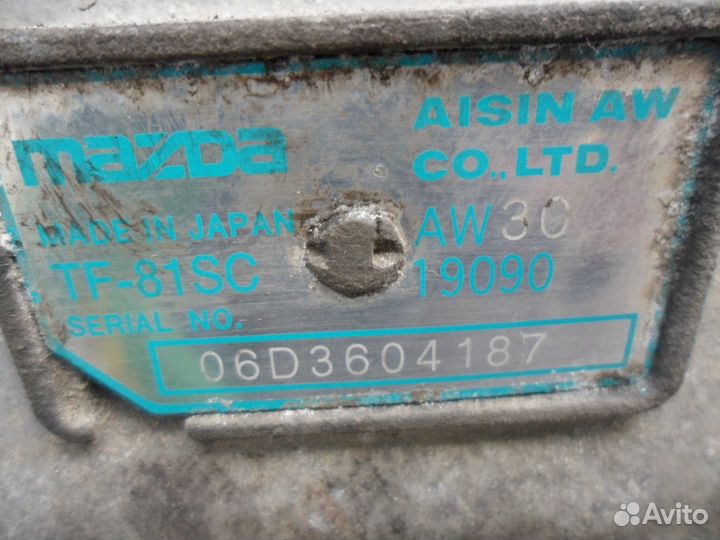 mazda
AISIN AW
CO.,LTD.
MADE IN JAPAN
AW30
TF-81SC
19090
SERIAL NO.
06D3604187
Avito